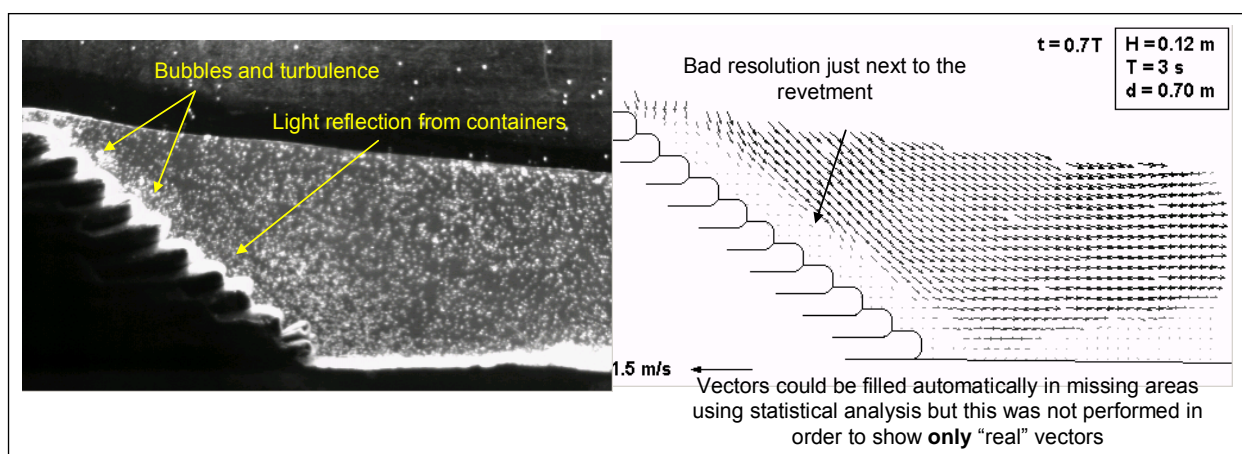 Bubbles and turbulence
Light reflection from containers
Bad resolution just next to the
revetment
t = 0.7T
H = 0.12 m
T = 3 s
d = 0.70 m
1.5 m/s
Vectors could be filled automatically in missing areas
using statistical analysis but this was not performed in
order to show only “real” vectors